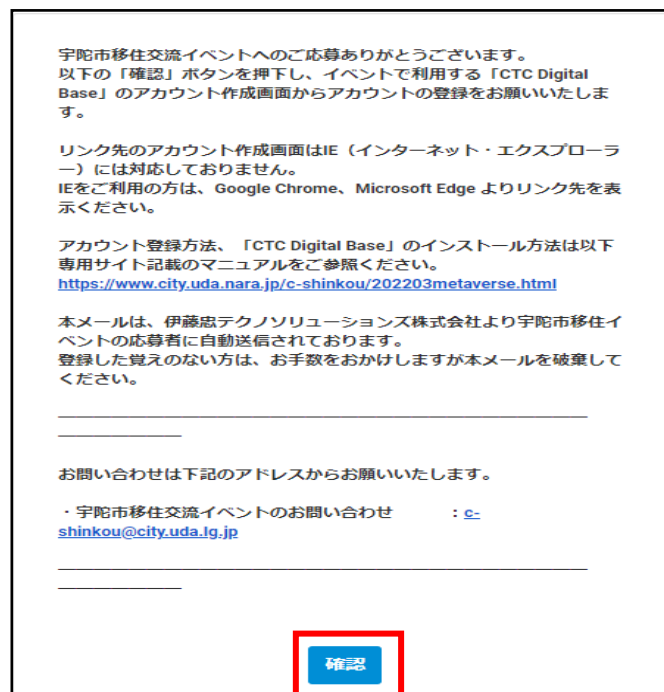 宇陀市移住交流イベントへのご応募ありがとうございます。
以下の「確認」ボタンを押下し、イベントで利用する「CTC Digital
Base」のアカウント作成画面からアカウントの登録をお願いいたしま
す。
リンク先のアカウント作成画面はIE（インターネット・エクスプローラ
ー）には対応しておりません。
IEをご利用の方は、Google Chrome、Microsoft Edge よりリンク先を表
示ください。
アカウント登録方法、「CTC Digital Base」のインストール方法は以下
専用サイト記載のマニュアルをご参照ください。
https://www.city.uda.nara.jp/c-shinkou/202203metaverse.html
本メールは、伊藤忠テクノソリューションズ株式会社より宇陀市移住イ
ベントの応募者に自動送信されております。
登録した覚えのない方は、お手数をおかけしますが本メールを破棄して
ください。
お問い合わせは下記のアドレスからお願いいたします。
・宇陀市移住交流イベントのお問い合わせ　　　：c-
shinkou@city.uda.lg.jp
確認